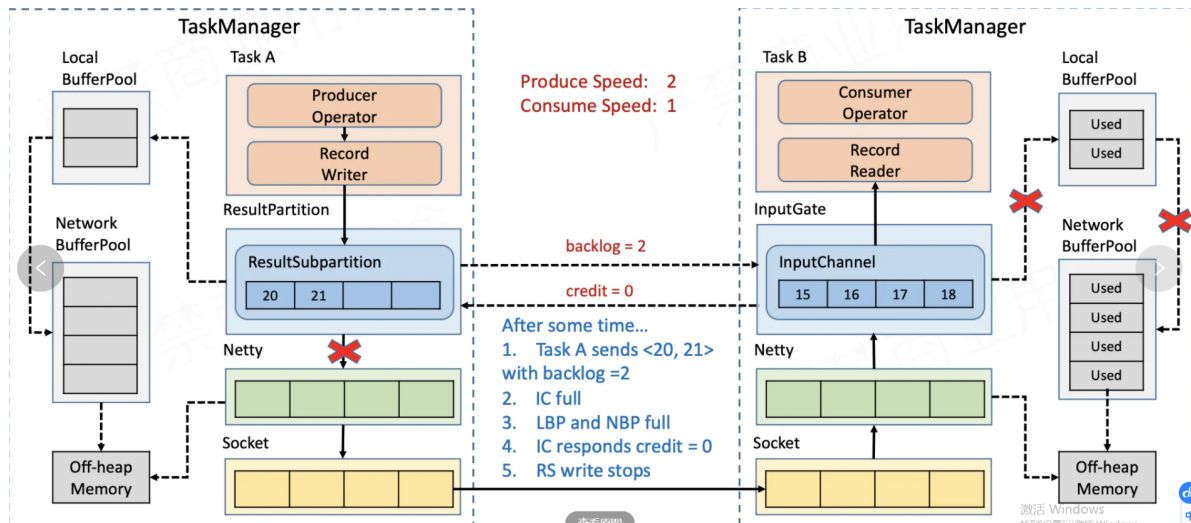 TaskManager
Local
BufferPool
Task A
Producer
Operator
Record
Writer
ResultPartition
Network
BufferPool
ResultSubpartition
20
21
Netty
Socket
Off-heap
Memory
Produce Speed: 2
Consume Speed: 1
backlog = 2
credit = 0
After some time...
1. Task A sends <20, 21>
with backlog =2
2. IC full
3. LBP and NBP full
4. IC responds credit = 0
5. RS write stops
TaskManager
Task B
Local
BufferPool
Consumer
Operator
Used
Used
Record
Reader
InputGate
Network
BufferPool
InputChannel
15
16
17
18
Used
Used
Used
Used
Netty
Socket
Off-heap
Memory
激活 Windows